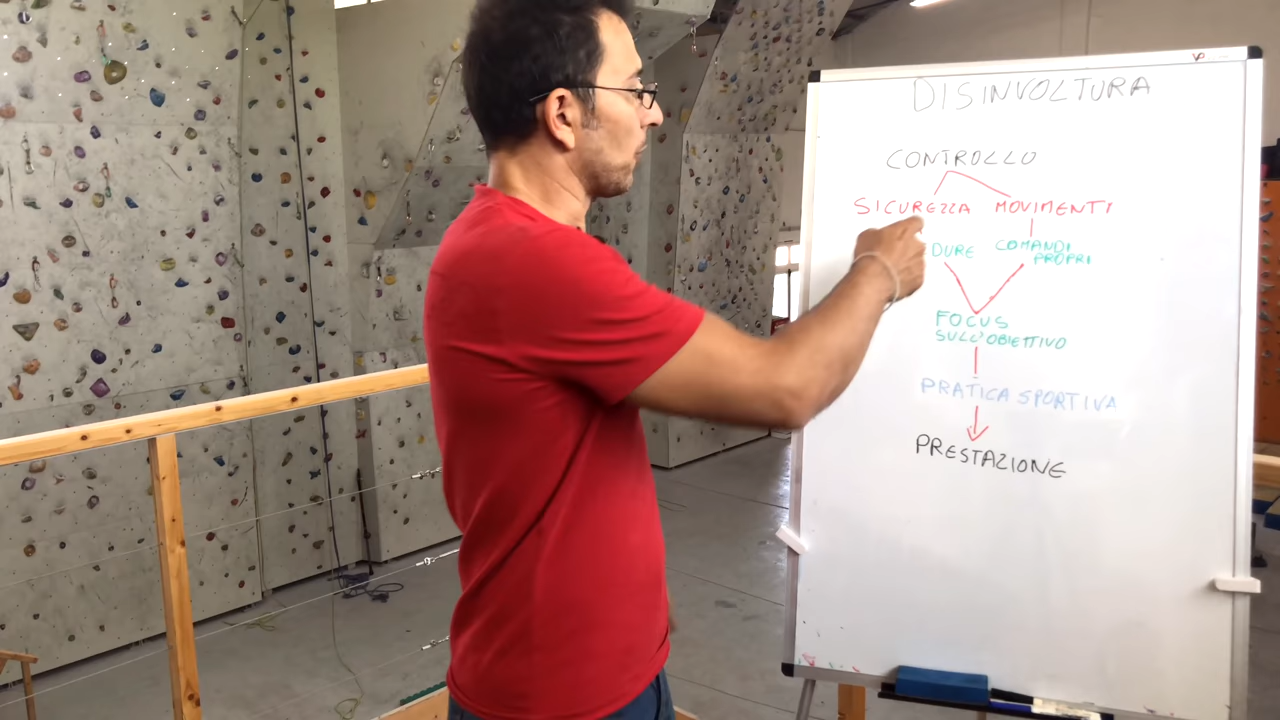 DISINVOLTURA
CONTROLLO
SICUREZZA MOVIMENTI
DURE COMANDI
PROPRI
FOCUS
SULL'OBIETTIVO
PRATICA SPORTIVA
PRESTAZIONE